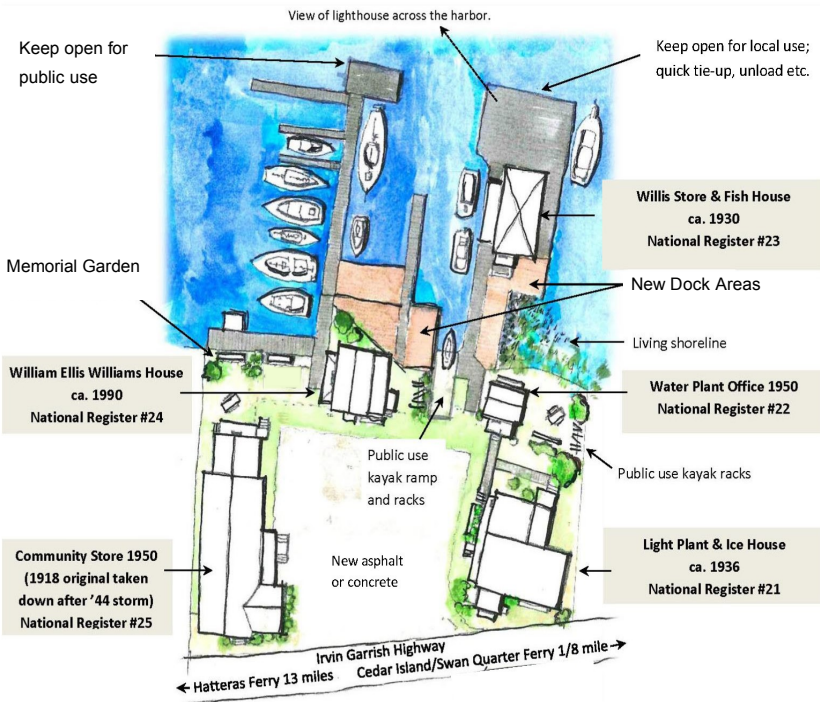 View of lighthouse across the harbor.
Keep open for
public use
Keep open for local use;
quick tie-up, unload etc.
Willis Store & Fish House
ca. 1930
National Register #23
Memorial Garden
New Dock Areas
Living shoreline
William Ellis Williams House
ca. 1990
National Register #24
Water Plant Office 1950
National Register #22
Public use
kayak ramp
and racks
Public use kayak racks
Community Store 1950
(1918 original taken
down after ’44 storm)
National Register #25
New asphalt
or concrete
Light Plant & Ice House
ca. 1936
National Register #21
Irvin Garrish Highway
Hatteras Ferry 13 miles
Cedar Island/Swan Quarter Ferry 1/8 mile